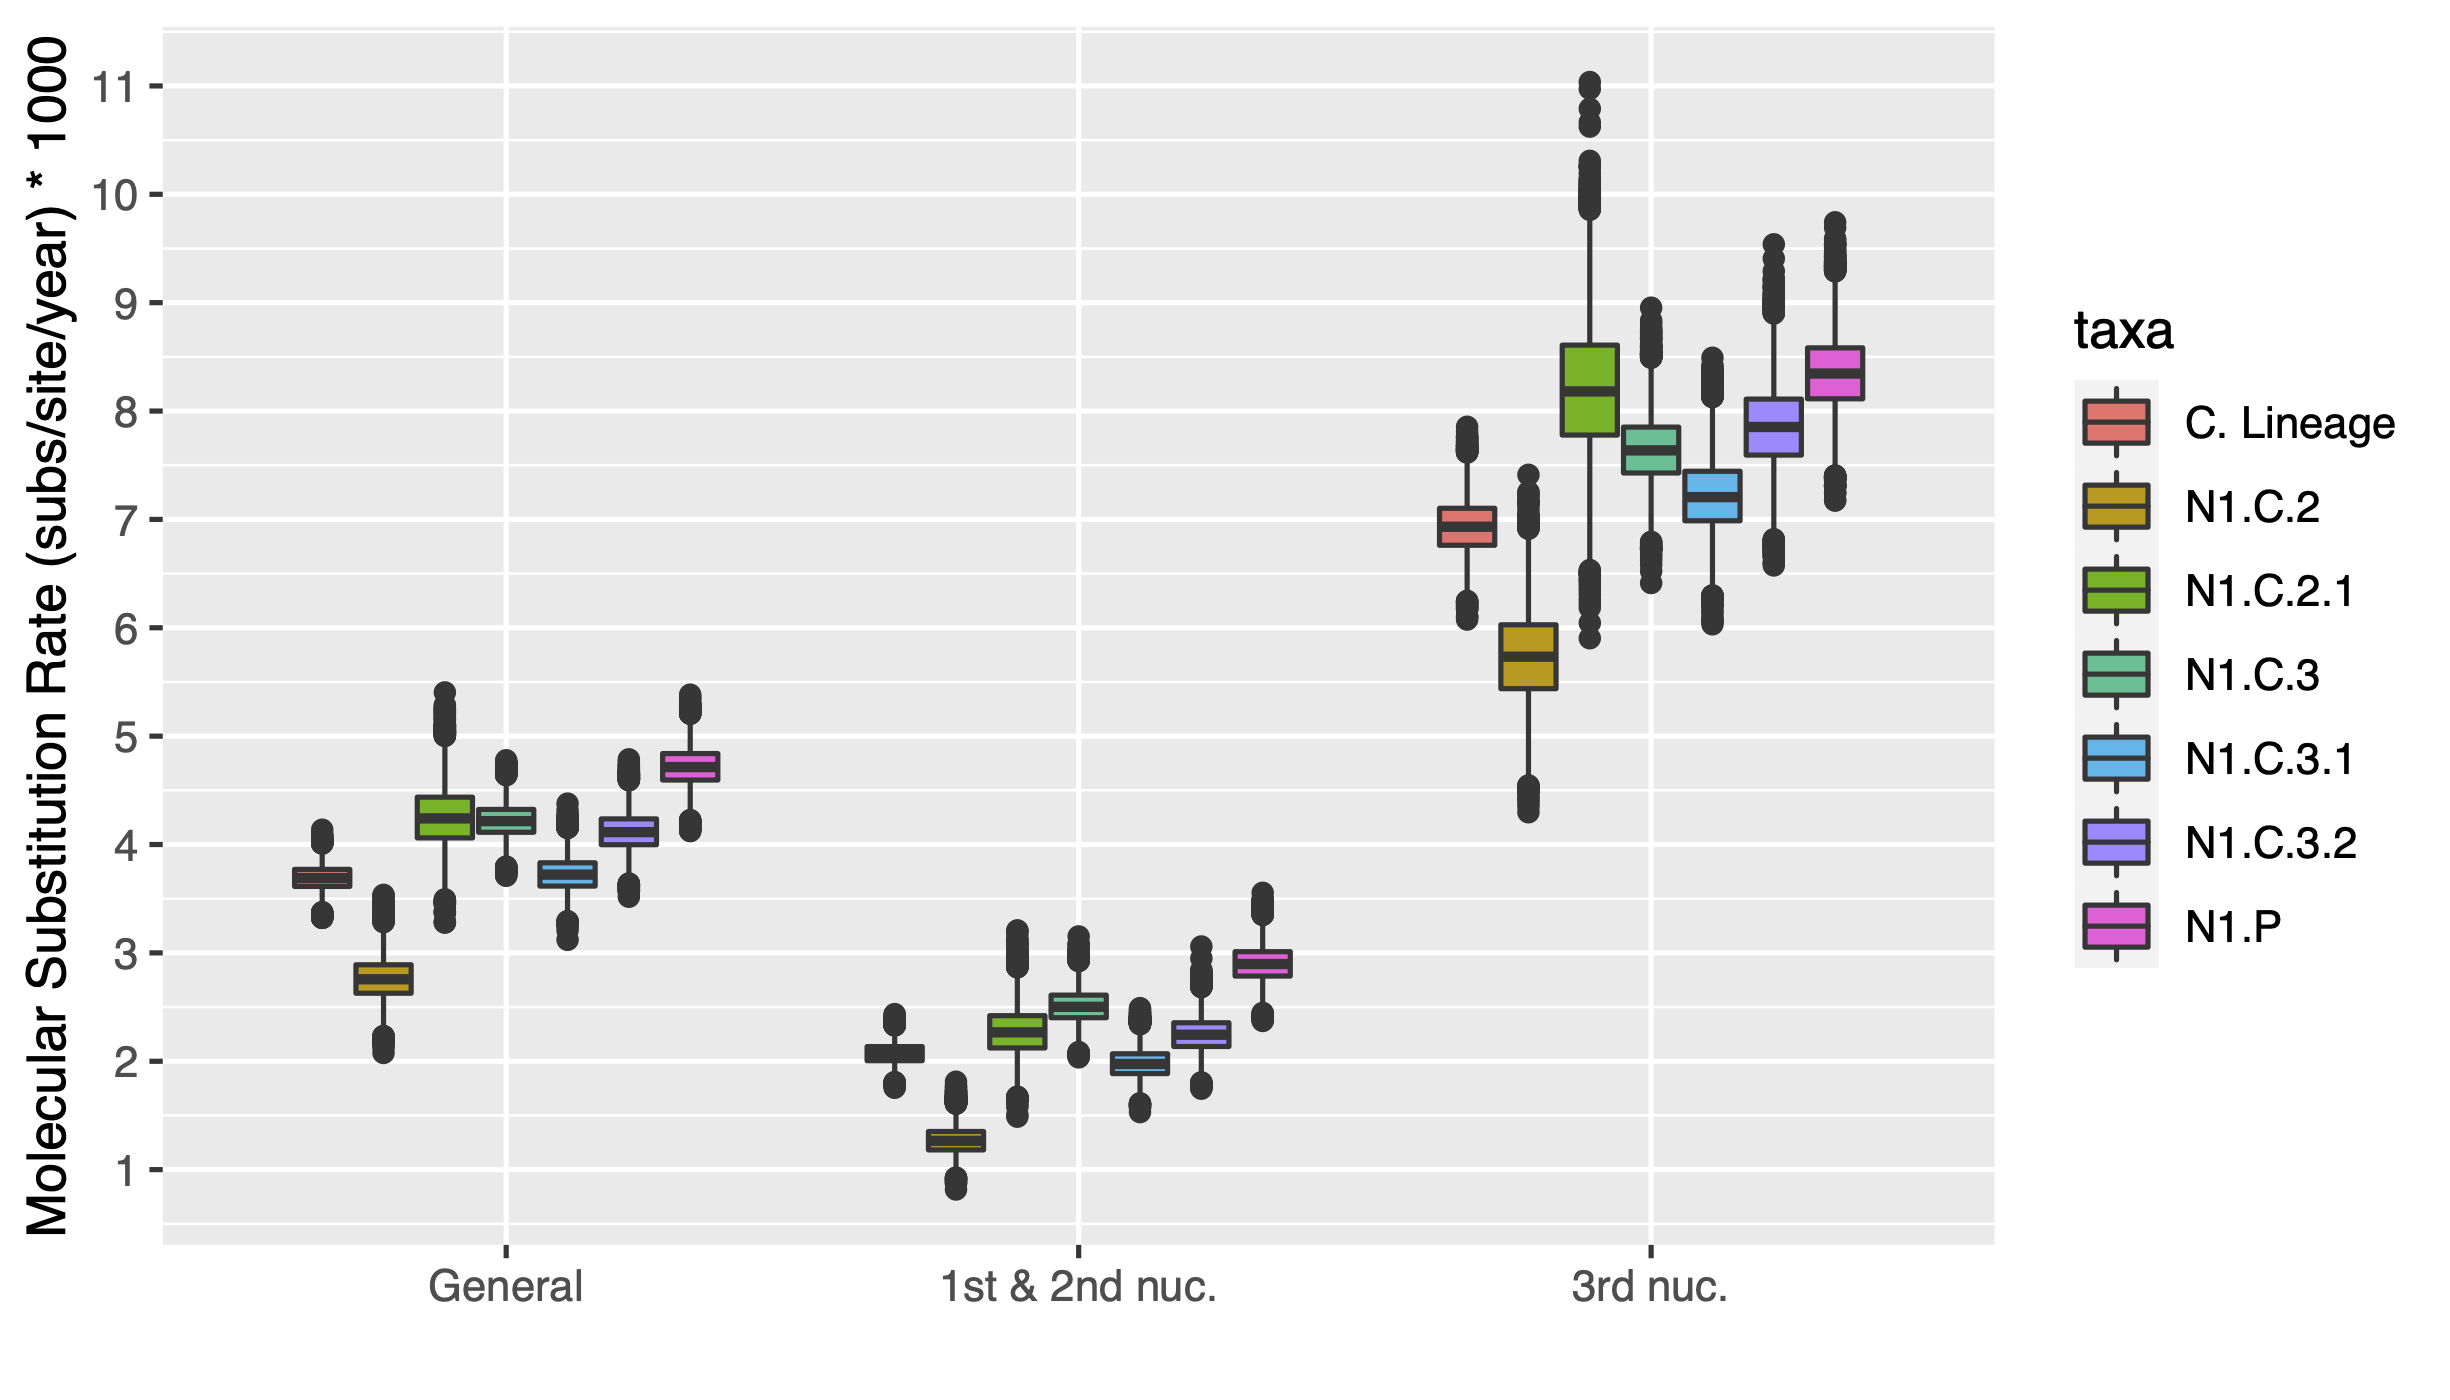 Molecular Substitution Rate (subs/site/year) * 1000
11
10
9
8
7
6
5
4
3
2
1
General
1st & 2nd nuc.
3rd nuc.
taxa
C. Lineage
N1.C.2
N1.C.2.1
N1.C.3
N1.C.3.1
N1.C.3.2
N1.P